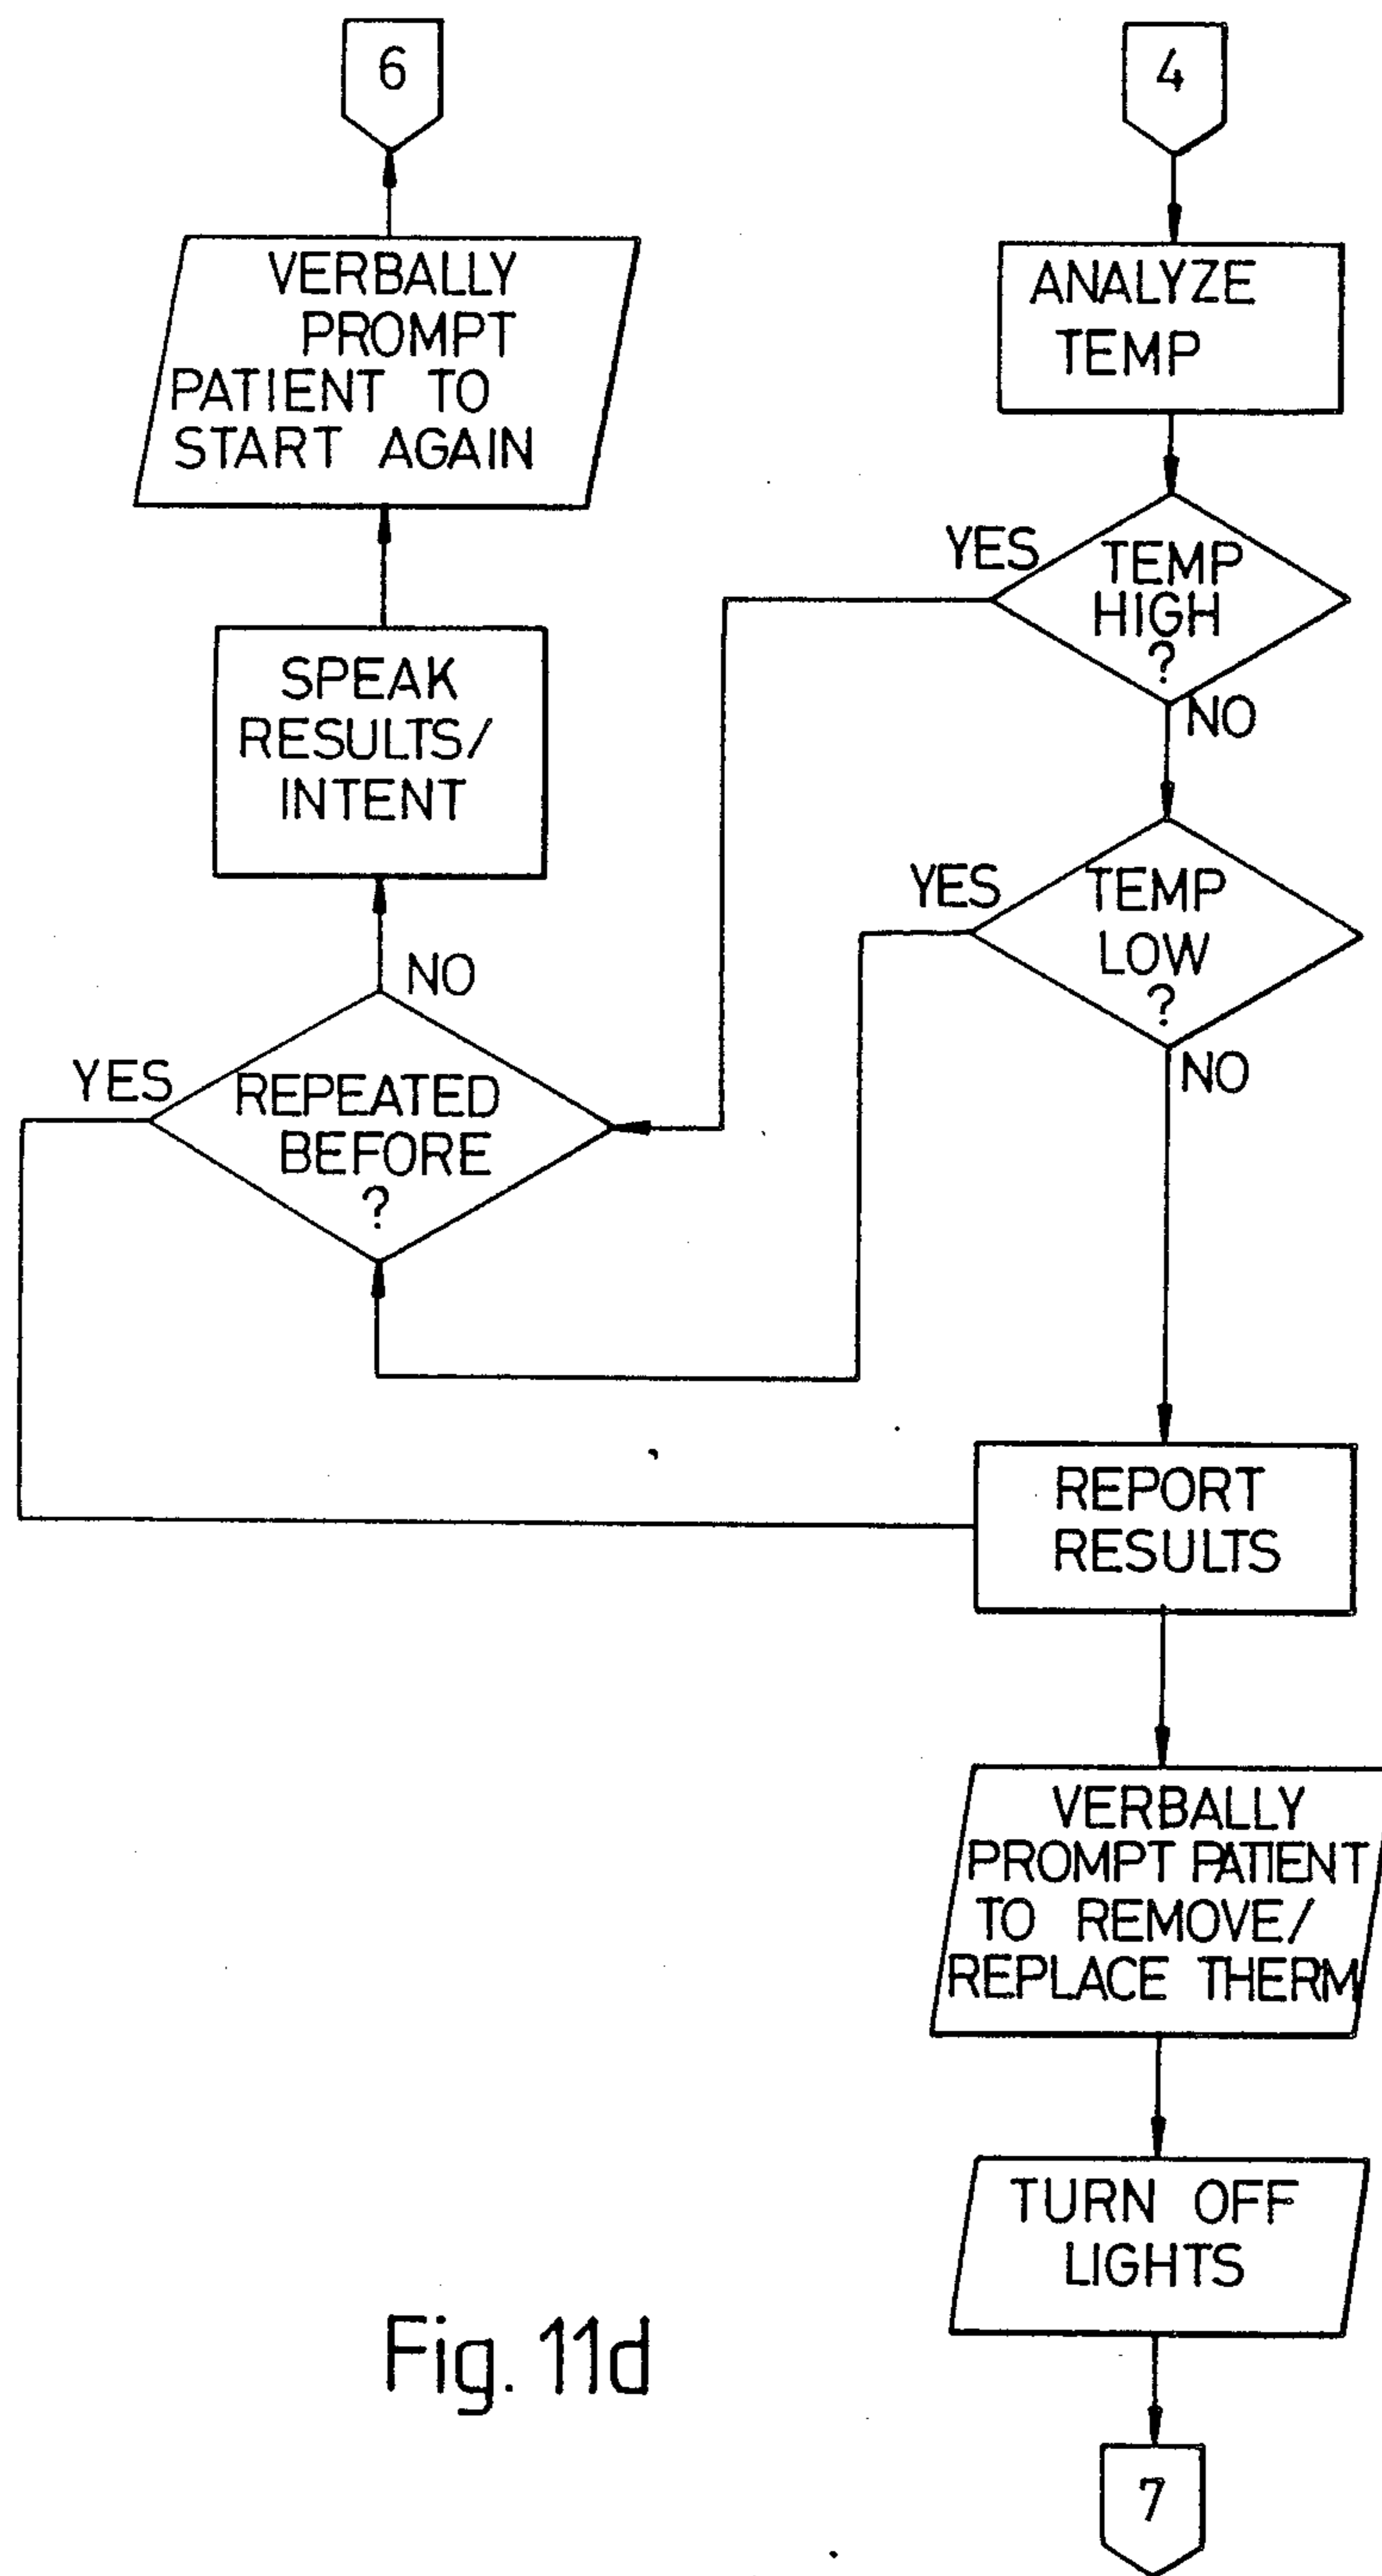 6
4
VERBALLY
PROMPT
PATIENT TO
START AGAIN
ANALYZE
TEMP
YES
TEMP
HIGH
?
NO
SPEAK
RESULTS/
INTENT
YES
TEMP
LOW
?
NO
NO
YES
REPEATED
BEFORE
?
REPORT
RESULTS
VERBALLY
PROMPT PATIENT
TO REMOVE/
REPLACE THERM
TURN OFF
LIGHTS
Fig. 11d
7